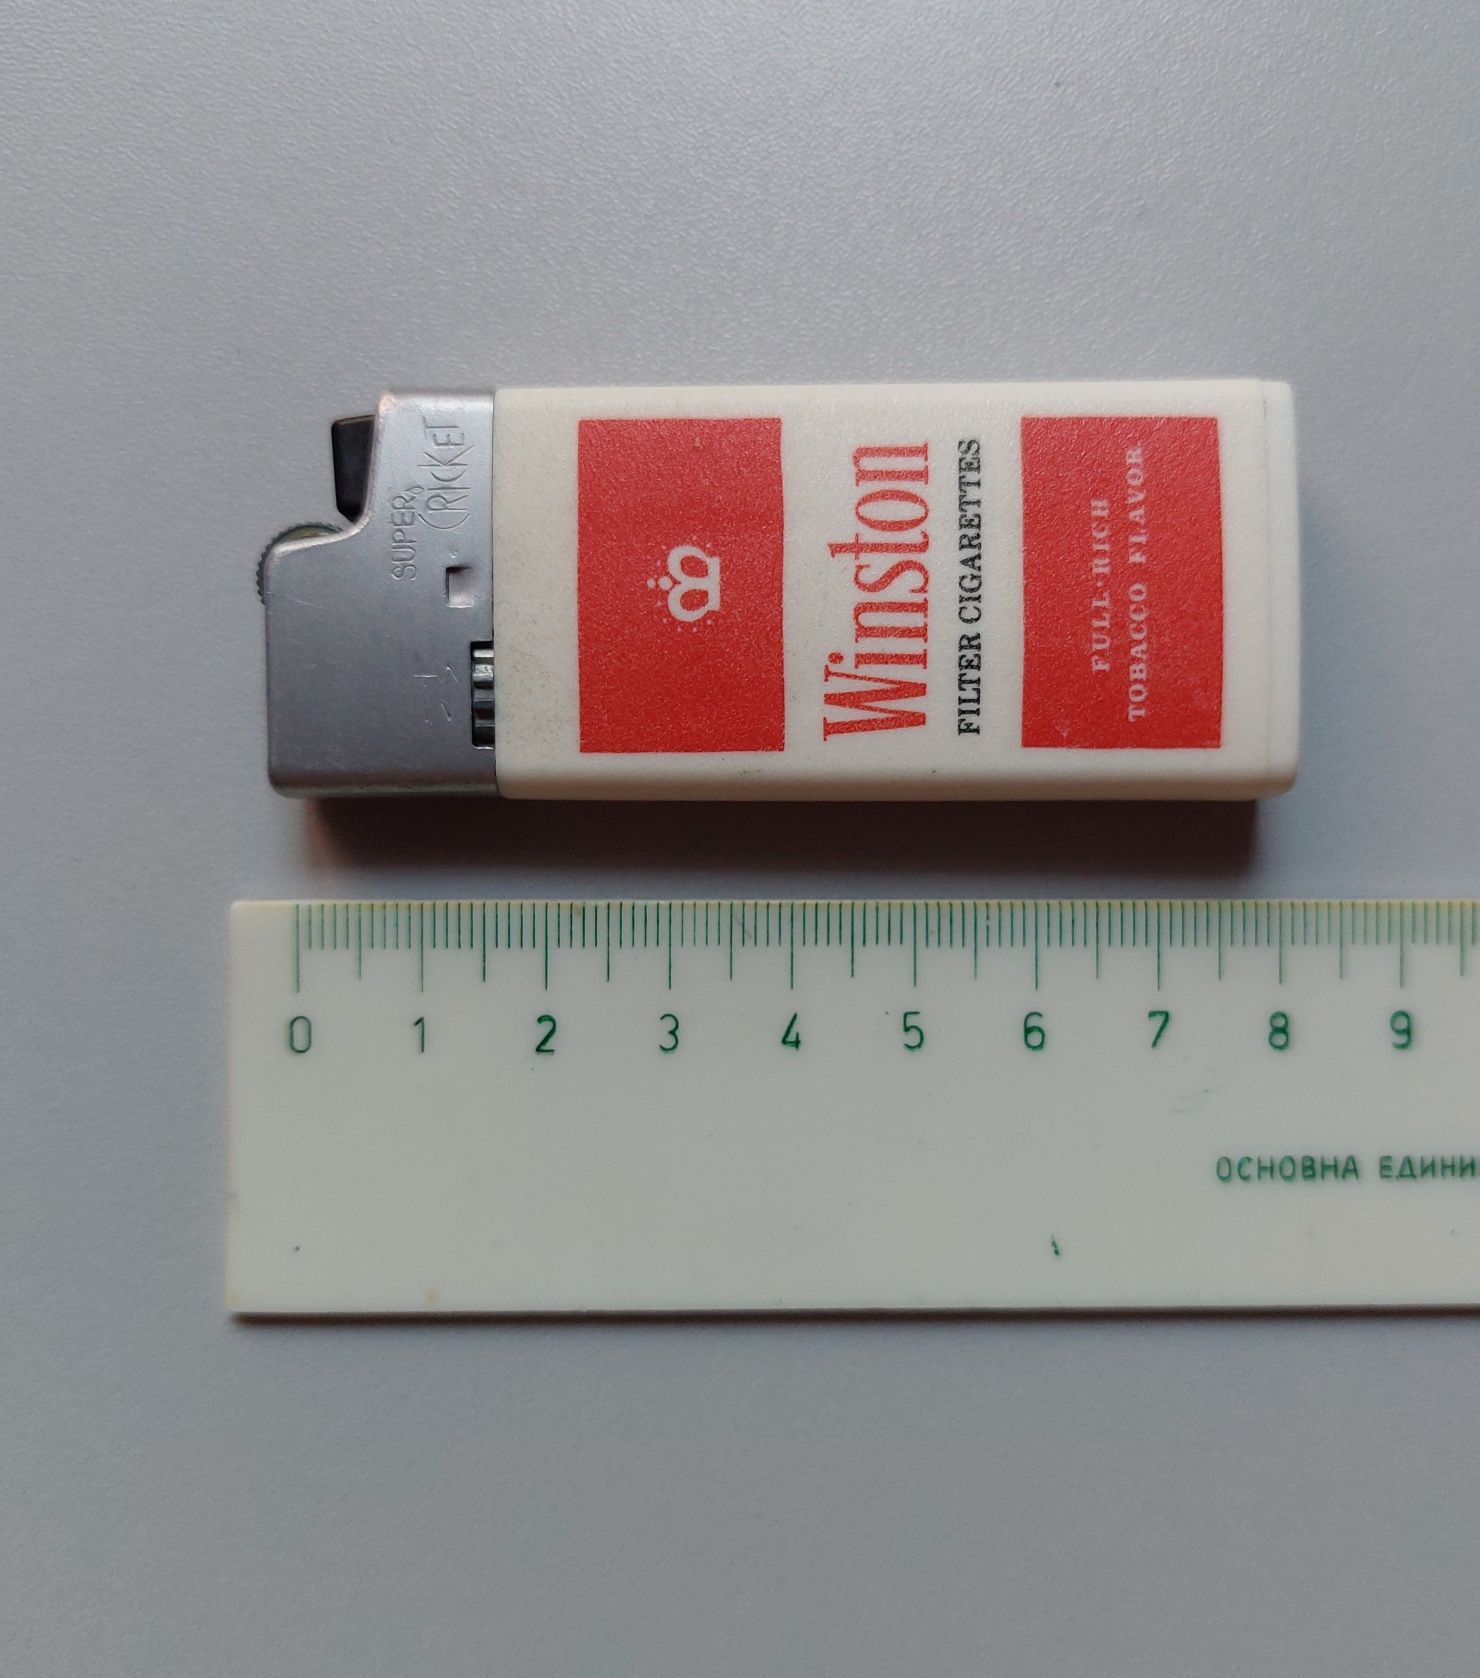 SUPER
CRICKET
Winston
FILTER CIGARETTES
FULL·RICH
TOBACCO FLAVOR
0 1 2 3 4 5 6 7 8 9
ОСНОВНА ЕДИНИ